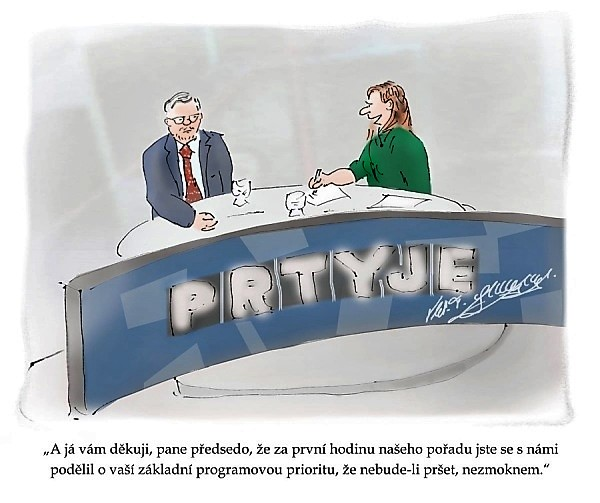 PRTYJE
„A já vám děkuji, pane předsedo, že za první hodinu našeho pořadu jste se s námi
podělil o vaší základní programovou prioritu, že nebude-li pršet, nezmoknem.“